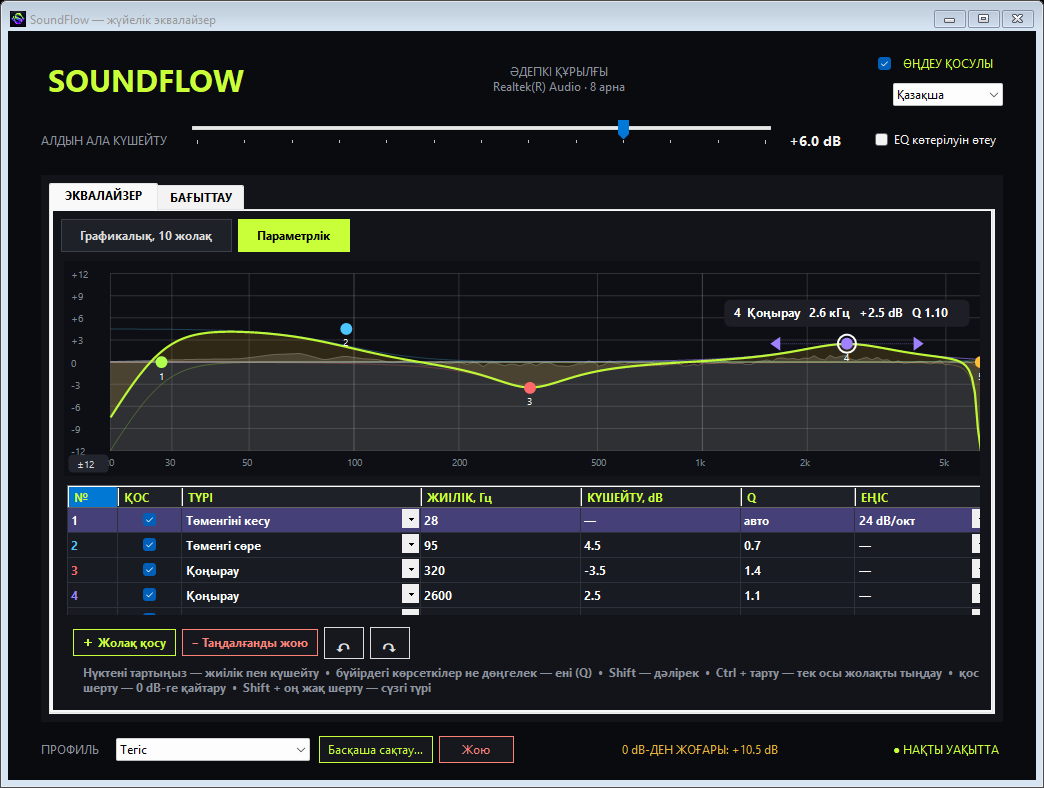 SoundFlow — жүйелік эквалайзер
SOUNDFLOW
ӘДЕПКІ ҚҰРЫЛҒЫ
Realtek(R) Audio · 8 арна
ӨҢДЕУ ҚОСУЛЫ
Қазақша
АЛДЫН АЛА КҮШЕЙТУ
+6.0 dB
EQ көтерілуін өтеу
ЭКВАЛАЙЗЕР БАҒЫТТАУ
Графикалық, 10 жолақ Параметрлік
4 Қоңырау 2.6 кГц +2.5 dB Q 1.10
+12
+9
+6
+3
0
-3
-6
-9
-12
1 2 3 4
±12
0 30 50 100 200 500 1k 2k 5k
№ ҚОС ТҮРІ ЖИІЛІК, Гц КҮШЕЙТУ, dB Q ЕҢІС
1 Төменгіні кесу 28 — авто 24 dB/окт
2 Төменгі сөре 95 4.5 0.7 —
3 Қоңырау 320 -3.5 1.4 —
4 Қоңырау 2600 2.5 1.1 —
+ Жолақ қосу − Таңдалғанды жою
Нүктені тартыңыз — жиілік пен күшейту • бүйірдегі көрсеткілер не дөңгелек — ені (Q) • Shift — дәлірек • Ctrl + тарту — тек осы жолақты тыңдау • қос
шерту — 0 dB-ге қайтару • Shift + оң жақ шерту — сүзгі түрі
ПРОФИЛЬ
Тегіс
Басқаша сақтау...
Жою
0 dB-ДЕН ЖОҒАРЫ: +10.5 dB
● НАҚТЫ УАҚЫТТА